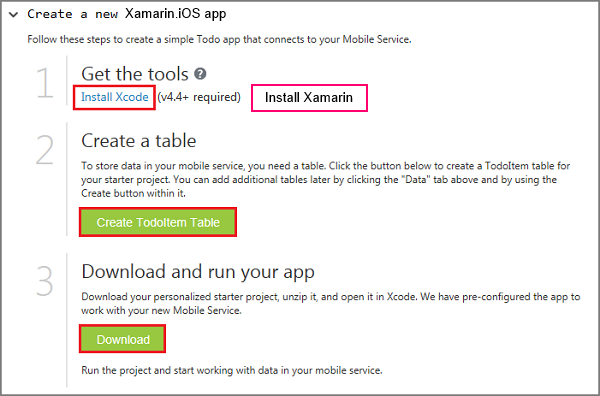 Create a new Xamarin.iOS app
Follow these steps to create a simple Todo app that connects to your Mobile Service.
1 Get the tools ?
Install Xcode (v4.4+ required) Install Xamarin
2 Create a table
To store data in your mobile service, you need a table. Click the button below to create a TodoItem table for
your starter project. You can add additional tables later by clicking the "Data" tab above and by using the
Create button within it.
Create TodoItem Table
3 Download and run your app
Download your personalized starter project, unzip it, and open it in Xcode. We have pre-configured the app to
work with your new Mobile Service.
Download
Run the project and start working with data in your mobile service.